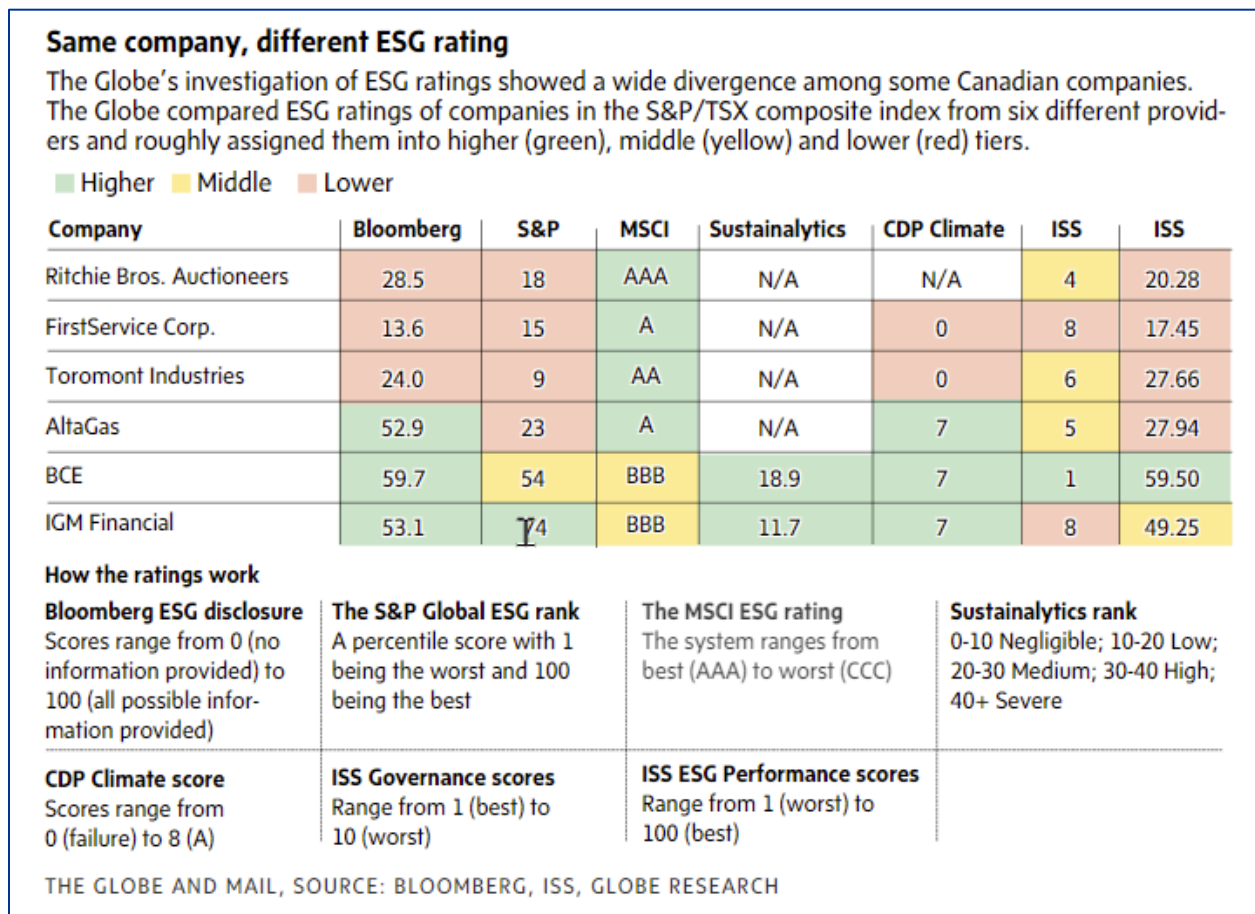 Same company, different ESG rating
The Globe's investigation of ESG ratings showed a wide divergence among some Canadian companies.
The Globe compared ESG ratings of companies in the S&P/TSX composite index from six different provid-
ers and roughly assigned them into higher (green), middle (yellow) and lower (red) tiers.
Higher Middle Lower
Company Bloomberg S&P MSCI Sustainalytics CDP Climate ISS ISS
Ritchie Bros. Auctioneers 28.5 18 AAA N/A N/A 4 20.28
FirstService Corp. 13.6 15 A N/A 0 8 17.45
Toromont Industries 24.0 9 AA N/A 0 6 27.66
AltaGas 52.9 23 A N/A 7 5 27.94
BCE 59.7 54 BBB 18.9 7 1 59.50
IGM Financial 53.1 74 BBB 11.7 7 8 49.25
How the ratings work
Bloomberg ESG disclosure
Scores range from 0 (no
information provided) to
100 (all possible infor-
mation provided)
The S&P Global ESG rank
A percentile score with 1
being the worst and 100
being the best
The MSCI ESG rating
The system ranges from
best (AAA) to worst (CCC)
Sustainalytics rank
0-10 Negligible; 10-20 Low;
20-30 Medium; 30-40 High;
40+ Severe
CDP Climate score
Scores range from
0 (failure) to 8 (A)
ISS Governance scores
Range from 1 (best) to
10 (worst)
ISS ESG Performance scores
Range from 1 (worst) to
100 (best)
THE GLOBE AND MAIL, SOURCE: BLOOMBERG, ISS, GLOBE RESEARCH